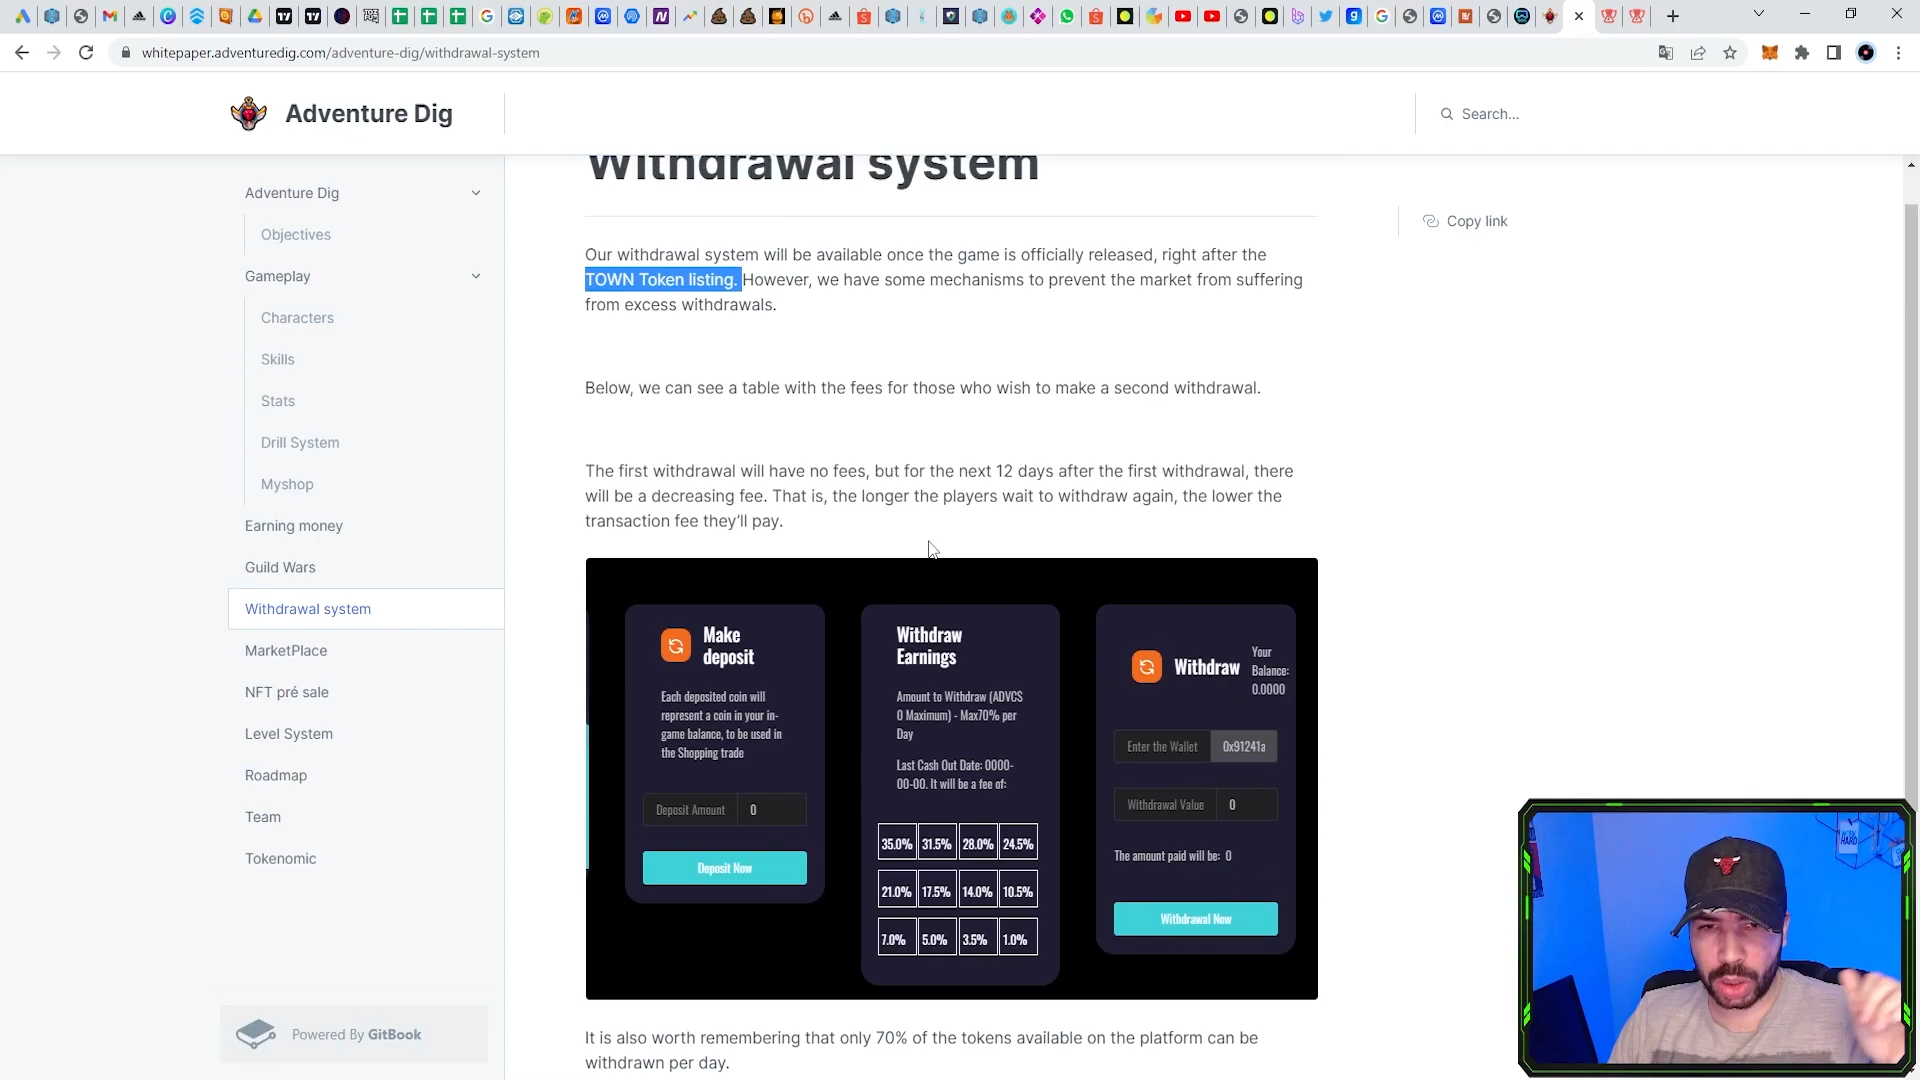 whitepaper.adventuredig.com/adventure-dig/withdrawal-system
Adventure Dig
Search...
Adventure Dig
Objectives
Gameplay
Characters
Skills
Stats
Drill System
Myshop
Earning money
Guild Wars
Withdrawal system
MarketPlace
NFT pré sale
Level System
Roadmap
Team
Tokenomic
Powered By GitBook
Withdrawal system
Copy link
Our withdrawal system will be available once the game is officially released, right after the
TOWN Token listing. However, we have some mechanisms to prevent the market from suffering
from excess withdrawals.
Below, we can see a table with the fees for those who wish to make a second withdrawal.
The first withdrawal will have no fees, but for the next 12 days after the first withdrawal, there
will be a decreasing fee. That is, the longer the players wait to withdraw again, the lower the
transaction fee they'll pay.
Make
deposit
Each deposited coin will
represent a coin in your in-
game balance, to be used in
the Shopping trade
Deposit Amount 0
Deposit Now
Withdraw
Earnings
Amount to Withdraw (ADVCS
0 Maximum) - Max70% per
Day
Last Cash Out Date: 0000-
00-00. It will be a fee of:
35.0% 31.5% 28.0% 24.5%
21.0% 17.5% 14.0% 10.5%
7.0% 5.0% 3.5% 1.0%
Withdraw
Your
Balance:
0.0000
Enter the Wallet 0x91241a
Withdrawal Value 0
The amount paid will be: 0
Withdrawal Now
It is also worth remembering that only 70% of the tokens available on the platform can be
withdrawn per day.